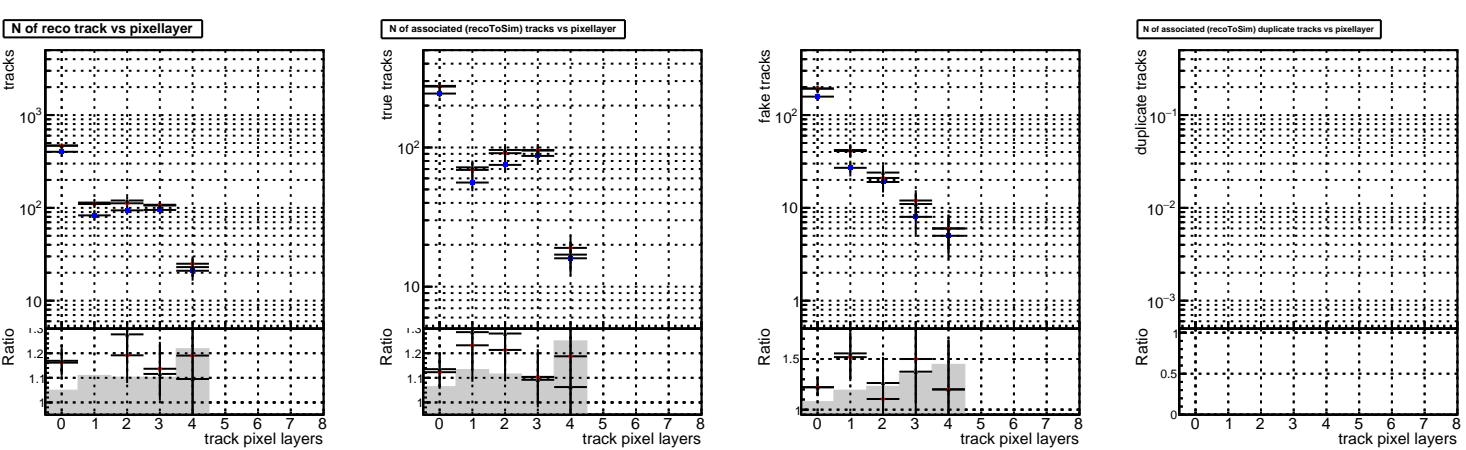 N of reco track vs pixellayer
tracks
10³
10²
10
Ratio
1.3
1.2
1.1
1
0 1 2 3 4 5 6 7 8
track pixel layers
N of associated (recoToSim) tracks vs pixellayer
true tracks
10²
10
Ratio
1.3
1.2
1.1
1
0 1 2 3 4 5 6 7 8
track pixel layers
fake tracks
10²
10
1
Ratio
1.5
1
0 1 2 3 4 5 6 7 8
track pixel layers
N of associated (recoToSim) duplicate tracks vs pixellayer
duplicate tracks
10⁻¹
10⁻²
10⁻³
Ratio
1
0.5
0
0 1 2 3 4 5 6 7 8
track pixel layers